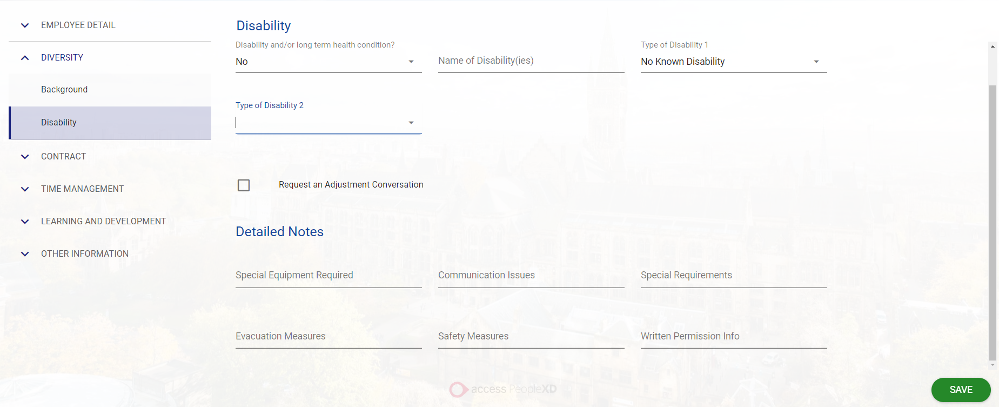 EMPLOYEE DETAIL
DIVERSITY
Background
Disability
CONTRACT
TIME MANAGEMENT
LEARNING AND DEVELOPMENT
OTHER INFORMATION
Disability
Disability and/or long term health condition?
No
Name of Disability(ies)
Type of Disability 1
No Known Disability
Type of Disability 2
Request an Adjustment Conversation
Detailed Notes
Special Equipment Required
Communication Issues
Special Requirements
Evacuation Measures
Safety Measures
Written Permission Info
access PeopleXD
SAVE